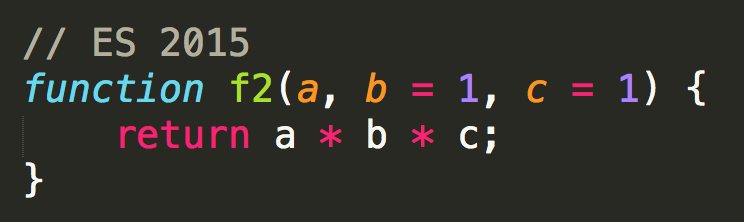 // ES 2015
function f2(a, b = 1, c = 1) {
    return a * b * c;
}